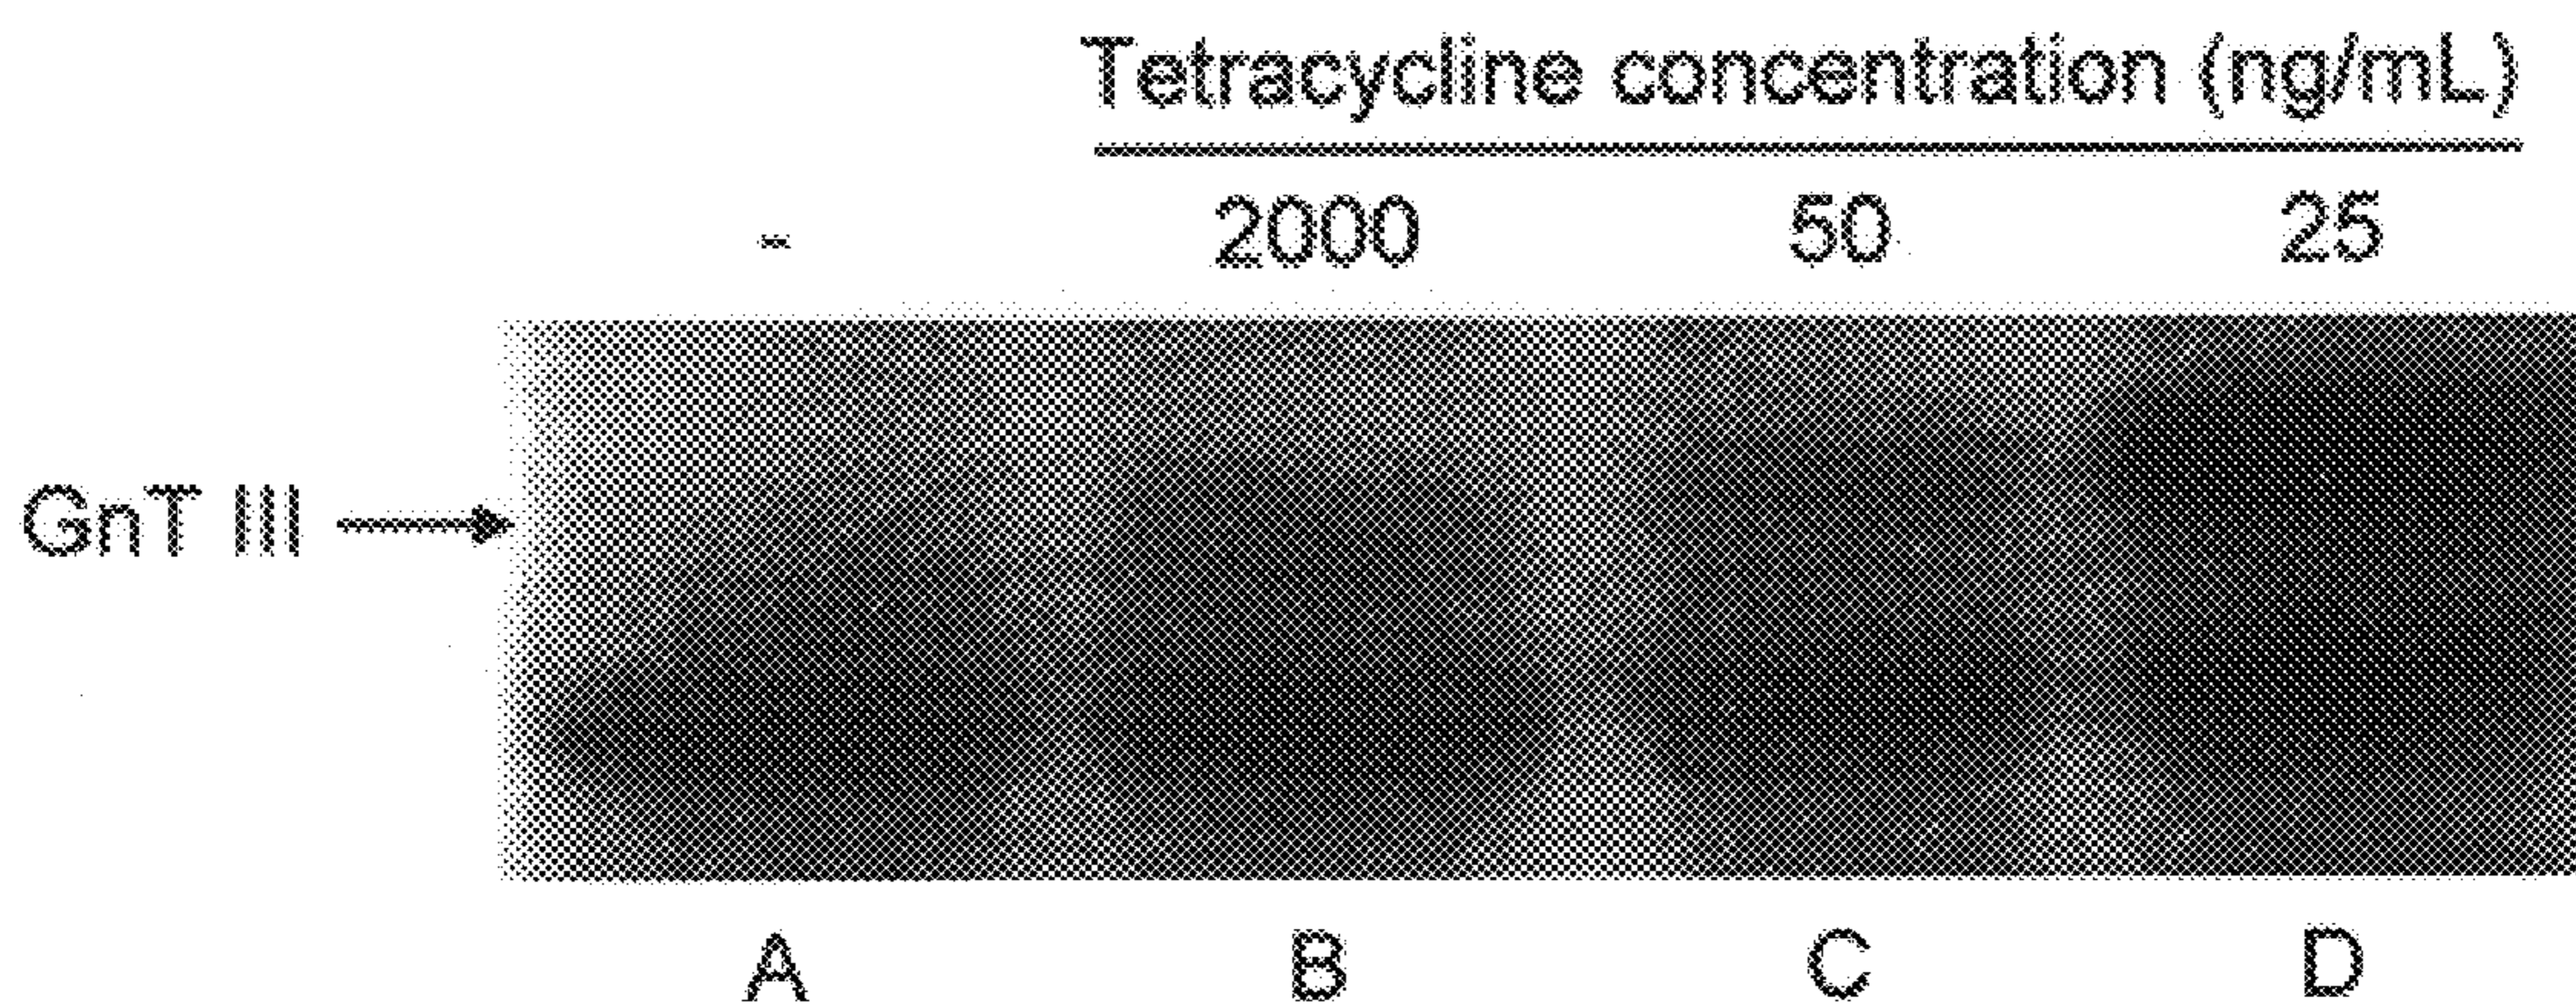 Tetracycline concentration (ng/mL)
- 2000 50 25
GnT III
A B C D